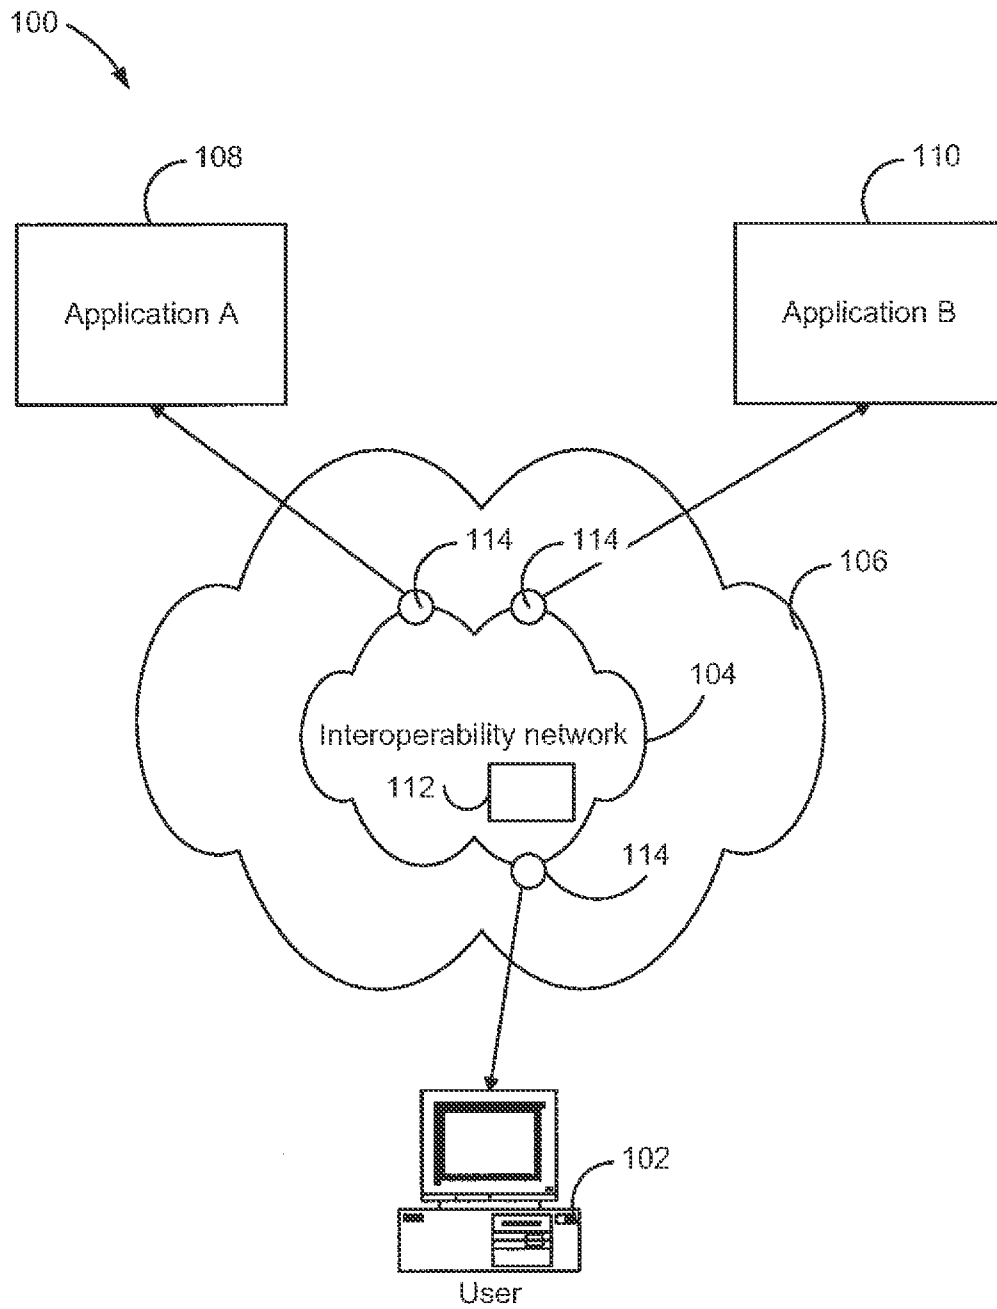 100
108
110
Application A
Application B
114
114
106
104
Interoperability network
112
114
102
User